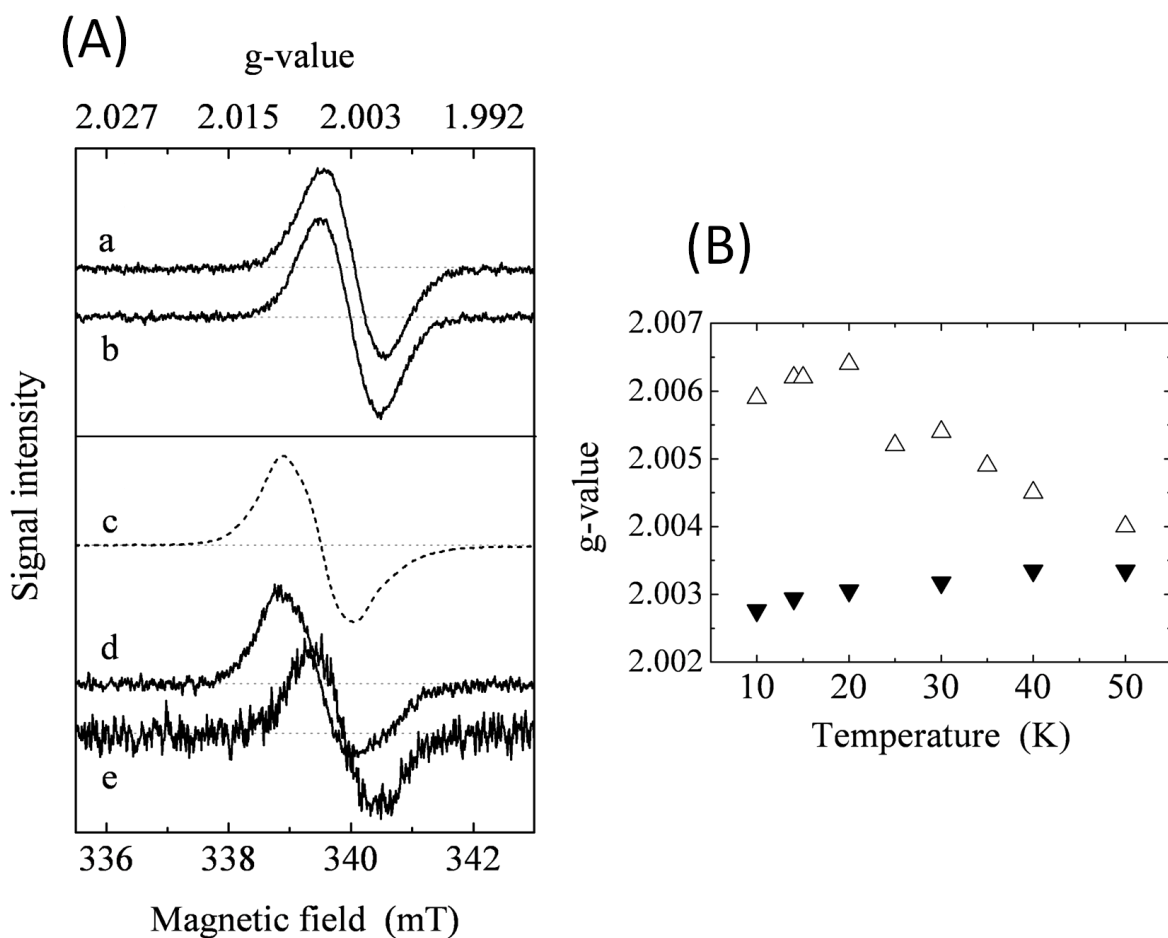 (A)
g-value
2.027 2.015 2.003 1.992
a
b
c
d
e
Signal intensity
336 338 340 342
Magnetic field (mT)
(B)
2.007
2.006
2.005
2.004
2.003
2.002
g-value
10 20 30 40 50
Temperature (K)